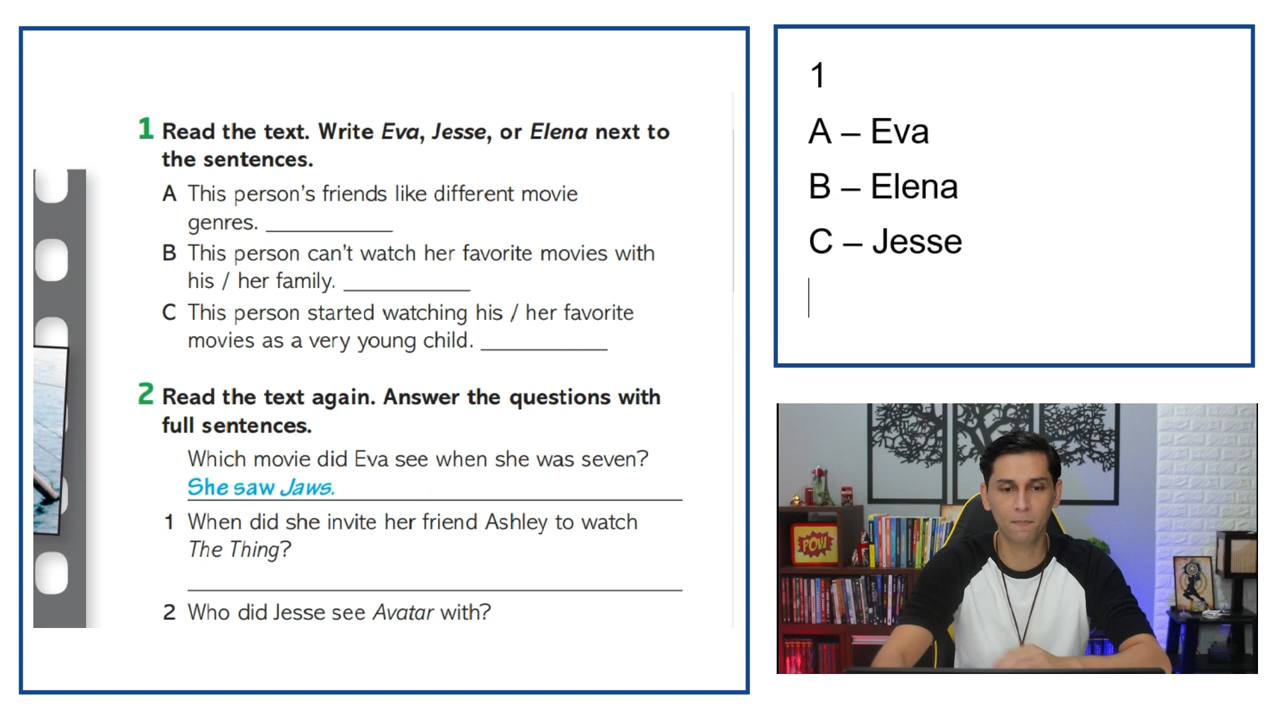 1 Read the text. Write Eva, Jesse, or Elena next to
the sentences.
A This person's friends like different movie
genres. ____________
B This person can't watch her favorite movies with
his / her family. ____________
C This person started watching his / her favorite
movies as a very young child. ____________
2 Read the text again. Answer the questions with
full sentences.
Which movie did Eva see when she was seven?
She saw Jaws.
1 When did she invite her friend Ashley to watch
The Thing?
2 Who did Jesse see Avatar with?
1
A – Eva
B – Elena
C – Jesse
POW